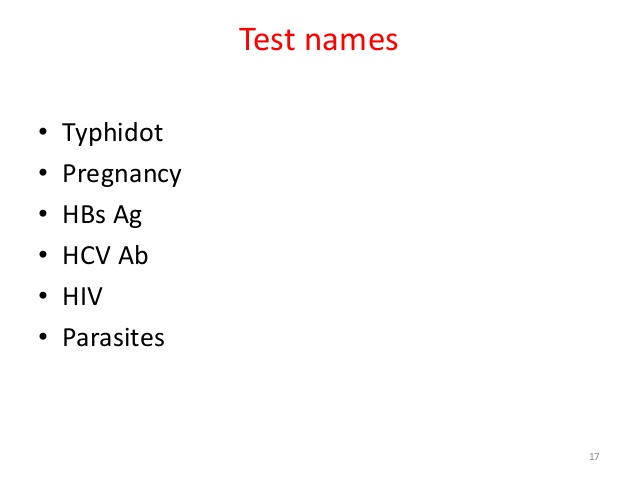 Test names
• Typhidot
• Pregnancy
• HBs Ag
• HCV Ab
• HIV
• Parasites
17